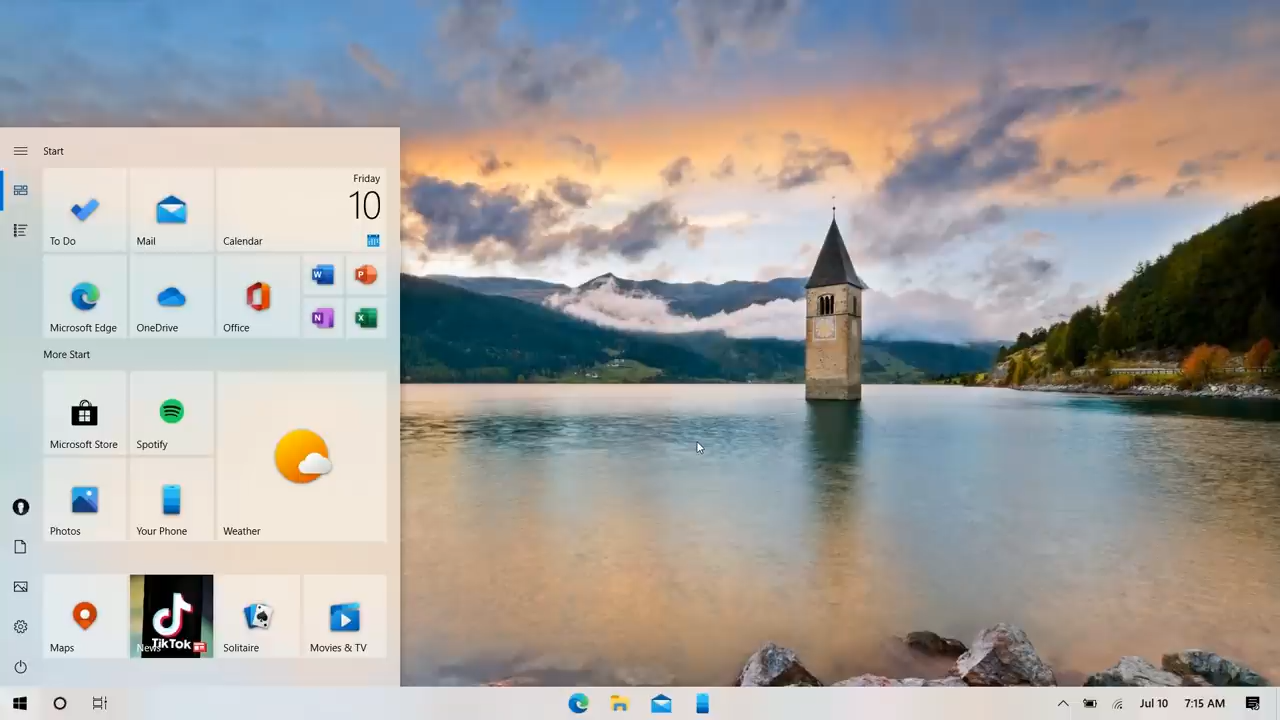 Start
Friday
10
To Do
Mail
Calendar
W
P
N
X
Microsoft Edge
OneDrive
Office
More Start
Microsoft Store
Spotify
Photos
Your Phone
Weather
Maps
News
TikTok
Solitaire
Movies & TV
Jul 10
7:15 AM